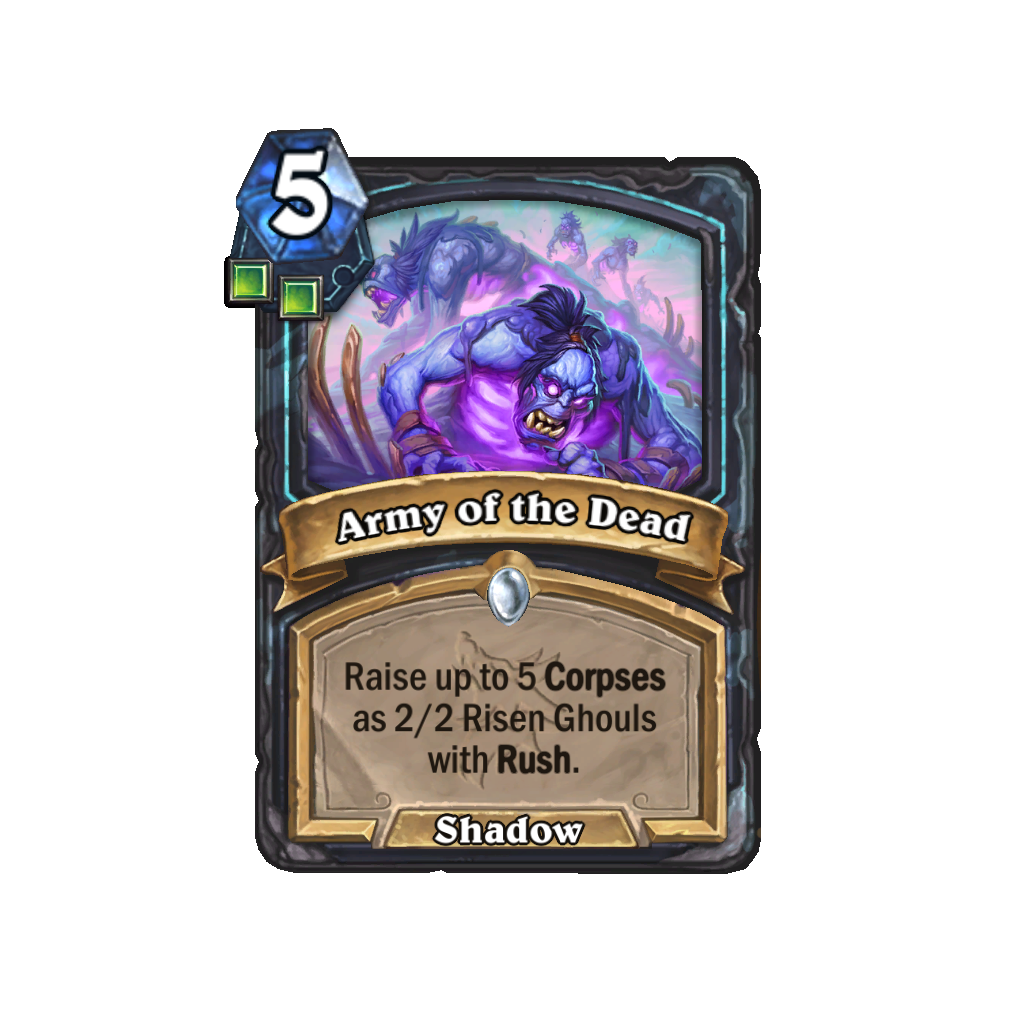 5
Army of the Dead
Raise up to 5 Corpses
as 2/2 Risen Ghouls
with Rush.
Shadow